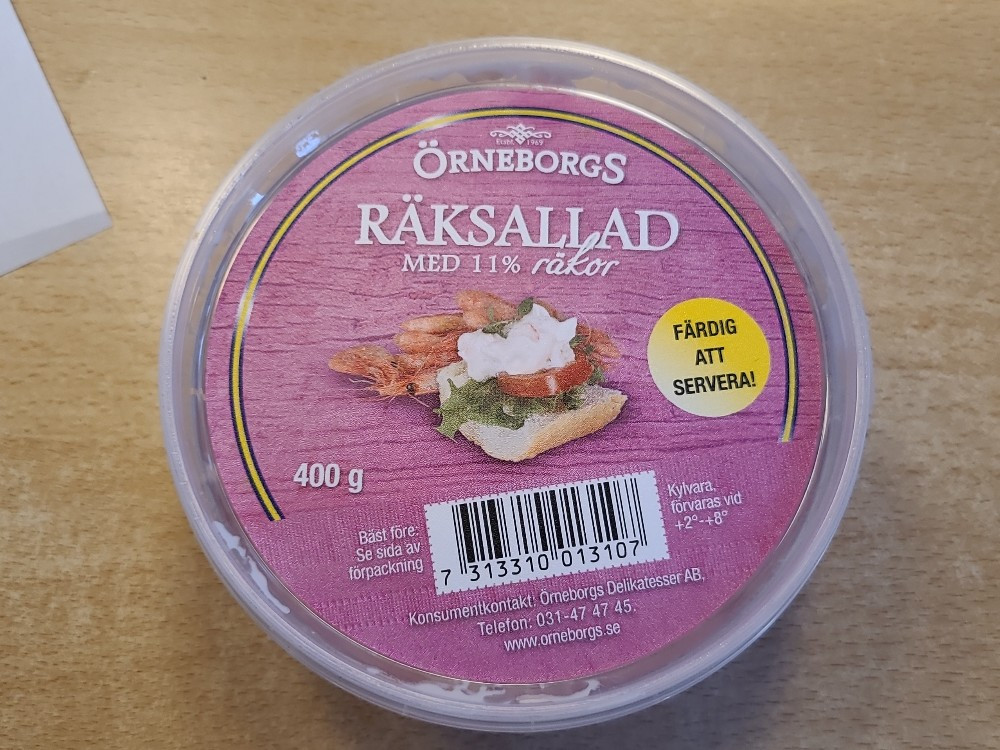 Etabl. 1969
ÖRNEBORGS
RÄKSALLAD
MED 11% räkor
FÄRDIG
ATT
SERVERA!
400 g
Bäst före:
Se sida av
förpackning
7 313310 013107
Kylvara,
förvaras vid
+2°-+8°
Konsumentkontakt: Örneborgs Delikatesser AB,
Telefon: 031-47 47 45.
www.orneborgs.se